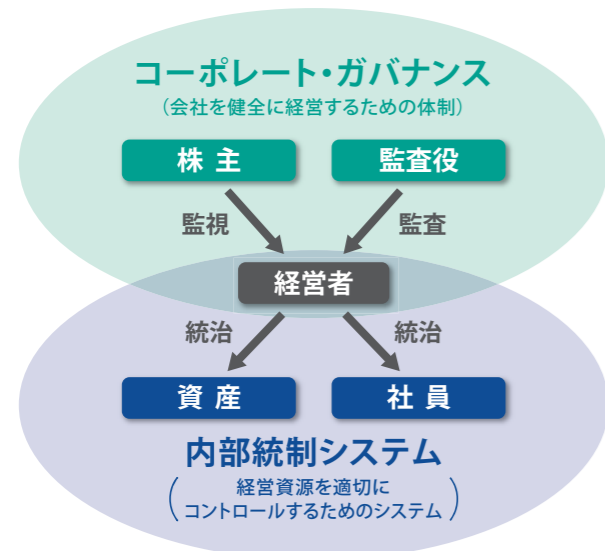 コーポレート・ガバナンス
（会社を健全に経営するための体制）
株主 監査役
監視 監査
経営者
統治 統治
資産 社員
内部統制システム
（経営資源を適切に
コントロールするためのシステム）